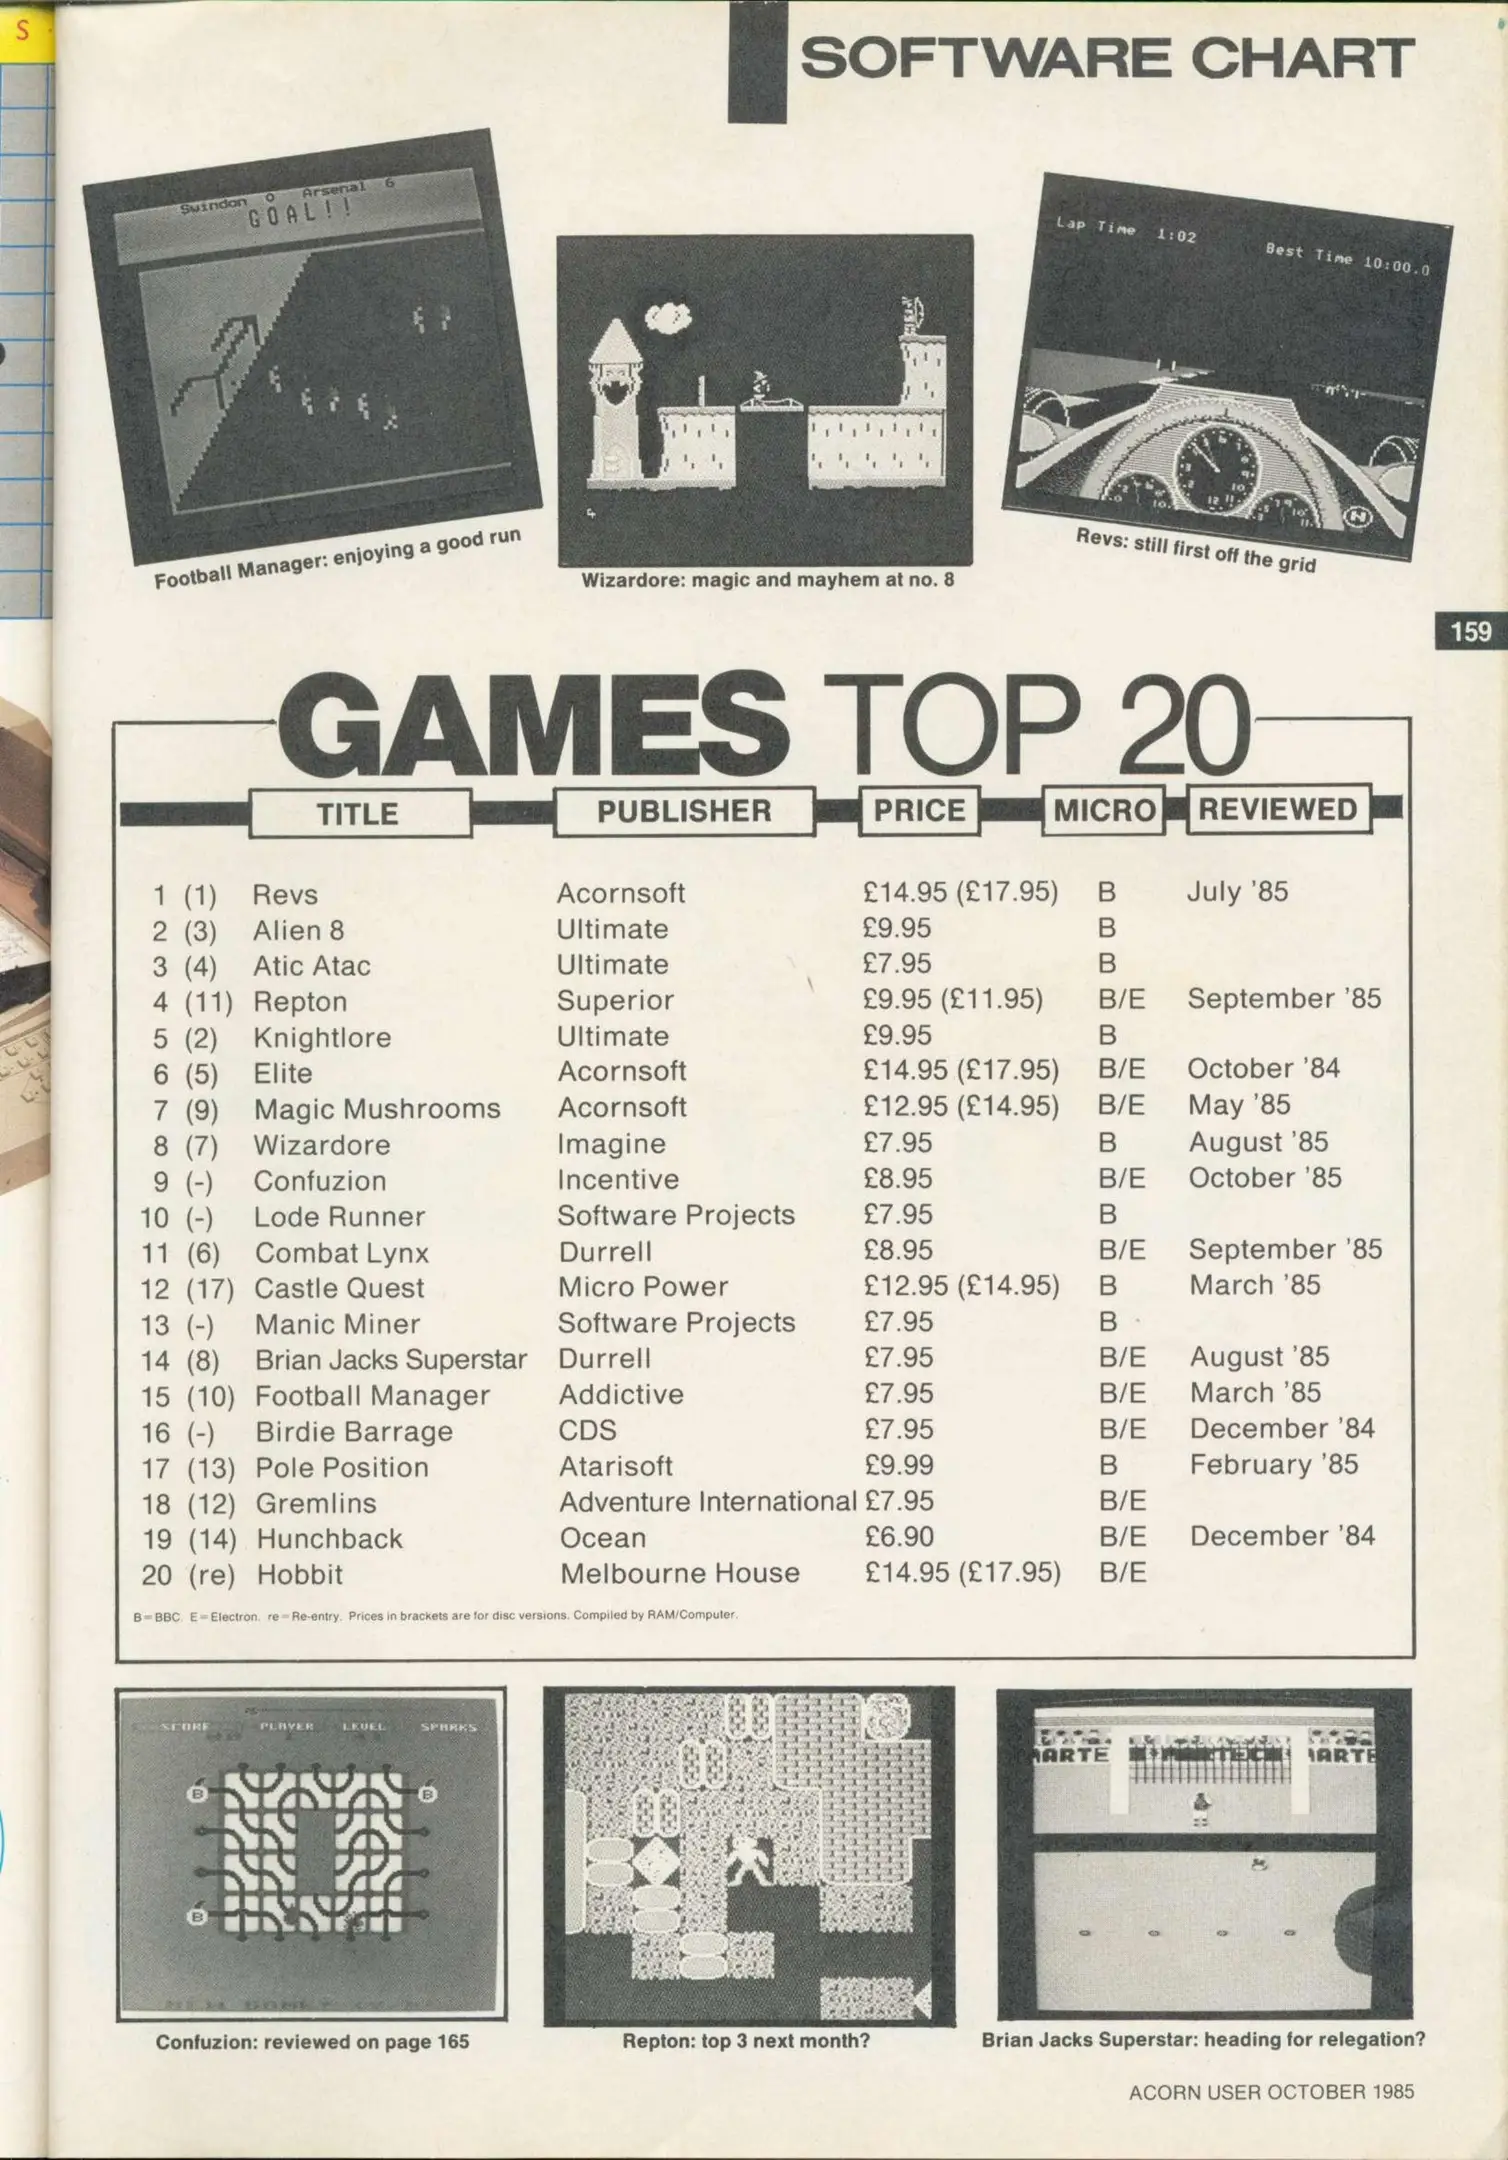 S
SOFTWARE CHART
Swindon 0 Arsenal 6
GOAL!!
Lap Time 1:02
Best Time 10:00.0
Football Manager: enjoying a good run
Wizardore: magic and mayhem at no. 8
Revs: still first off the grid
159
GAMES TOP 20
TITLE PUBLISHER PRICE MICRO REVIEWED
1 (1) Revs Acornsoft £14.95 (£17.95) B July '85
2 (3) Alien 8 Ultimate £9.95 B
3 (4) Atic Atac Ultimate £7.95 B
4 (11) Repton Superior £9.95 (£11.95) B/E September '85
5 (2) Knightlore Ultimate £9.95 B
6 (5) Elite Acornsoft £14.95 (£17.95) B/E October '84
7 (9) Magic Mushrooms Acornsoft £12.95 (£14.95) B/E May '85
8 (7) Wizardore Imagine £7.95 B August '85
9 (-) Confuzion Incentive £8.95 B/E October '85
10 (-) Lode Runner Software Projects £7.95 B
11 (6) Combat Lynx Durrell £8.95 B/E September '85
12 (17) Castle Quest Micro Power £12.95 (£14.95) B March '85
13 (-) Manic Miner Software Projects £7.95 B
14 (8) Brian Jacks Superstar Durrell £7.95 B/E August '85
15 (10) Football Manager Addictive £7.95 B/E March '85
16 (-) Birdie Barrage CDS £7.95 B/E December '84
17 (13) Pole Position Atarisoft £9.99 B February '85
18 (12) Gremlins Adventure International £7.95 B/E
19 (14) Hunchback Ocean £6.90 B/E December '84
20 (re) Hobbit Melbourne House £14.95 (£17.95) B/E
B=BBC. E=Electron. re=Re-entry. Prices in brackets are for disc versions. Compiled by RAM/Computer.
SCORE PLAYER LEVEL SPARKS
B B
B
MARTE MARTECH MARTE
Confuzion: reviewed on page 165
Repton: top 3 next month?
Brian Jacks Superstar: heading for relegation?
ACORN USER OCTOBER 1985